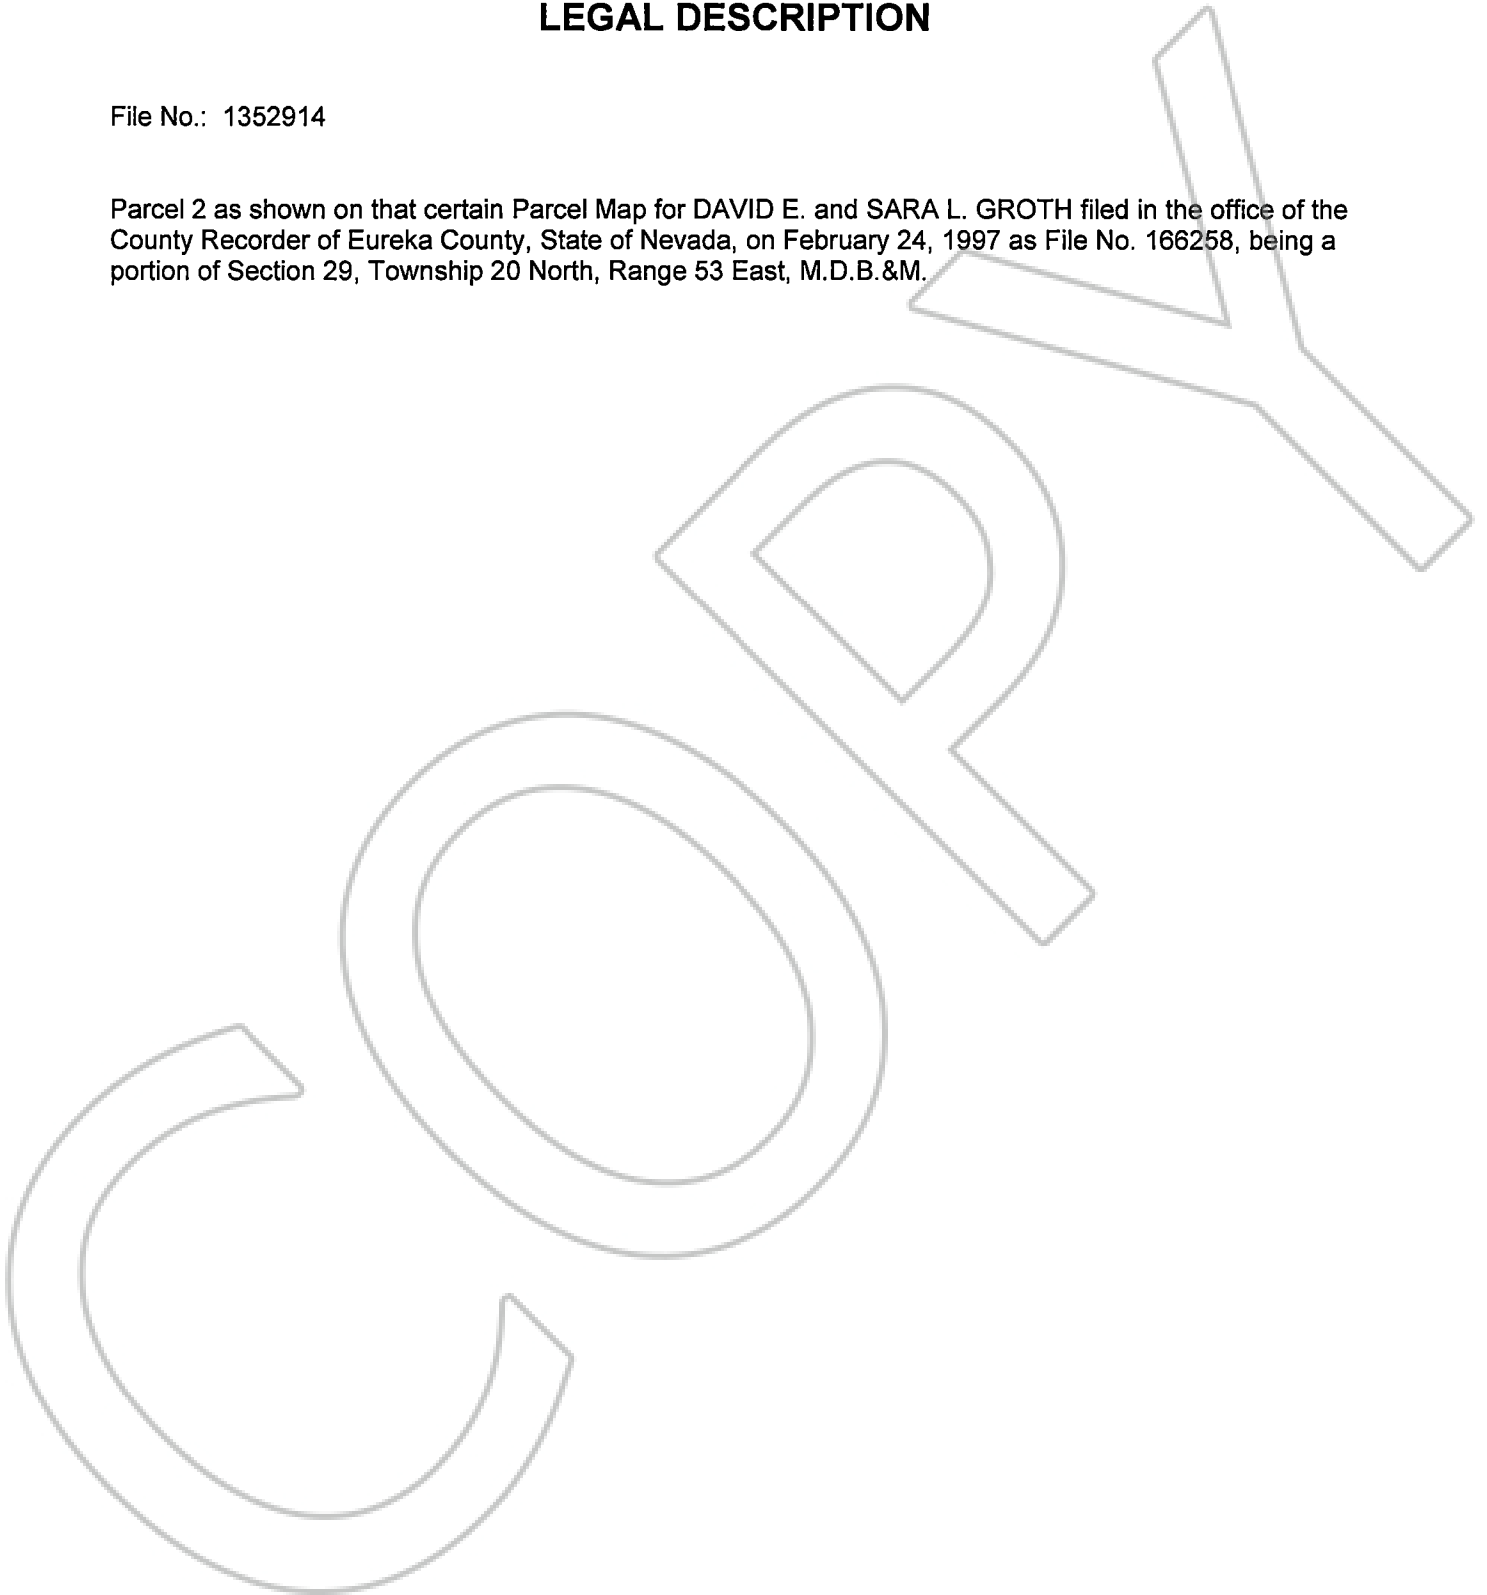 LEGAL DESCRIPTION
File No.: 1352914
Parcel 2 as shown on that certain Parcel Map for DAVID E. and SARA L. GROTH filed in the office of the
County Recorder of Eureka County, State of Nevada, on February 24, 1997 as File No. 166258, being a
portion of Section 29, Township 20 North, Range 53 East, M.D.B.&M.
COPY